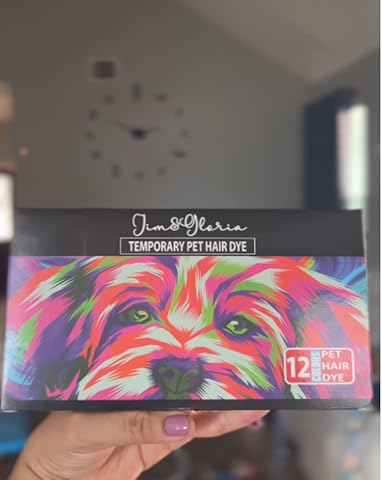 Jim&Gloria
TEMPORARY PET HAIR DYE
12 COLORS PET HAIR DYE